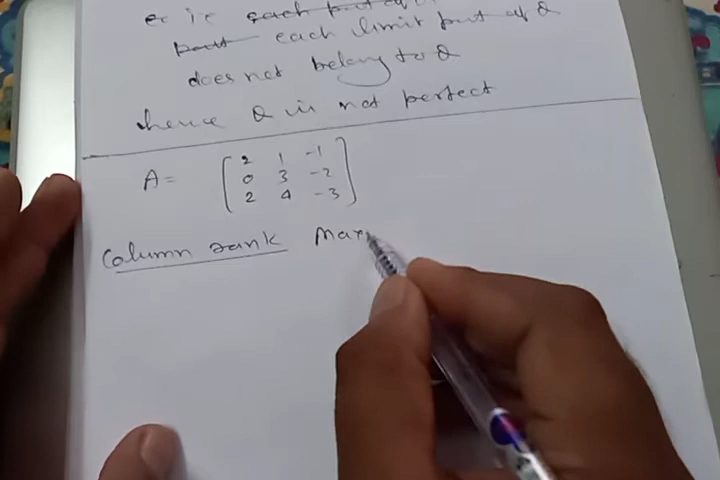 each limit put of Q
does not belong to Q
hence Q is not perfect
A = [ 2 1 -1
0 3 -2
2 4 -3 ]
Column rank Max